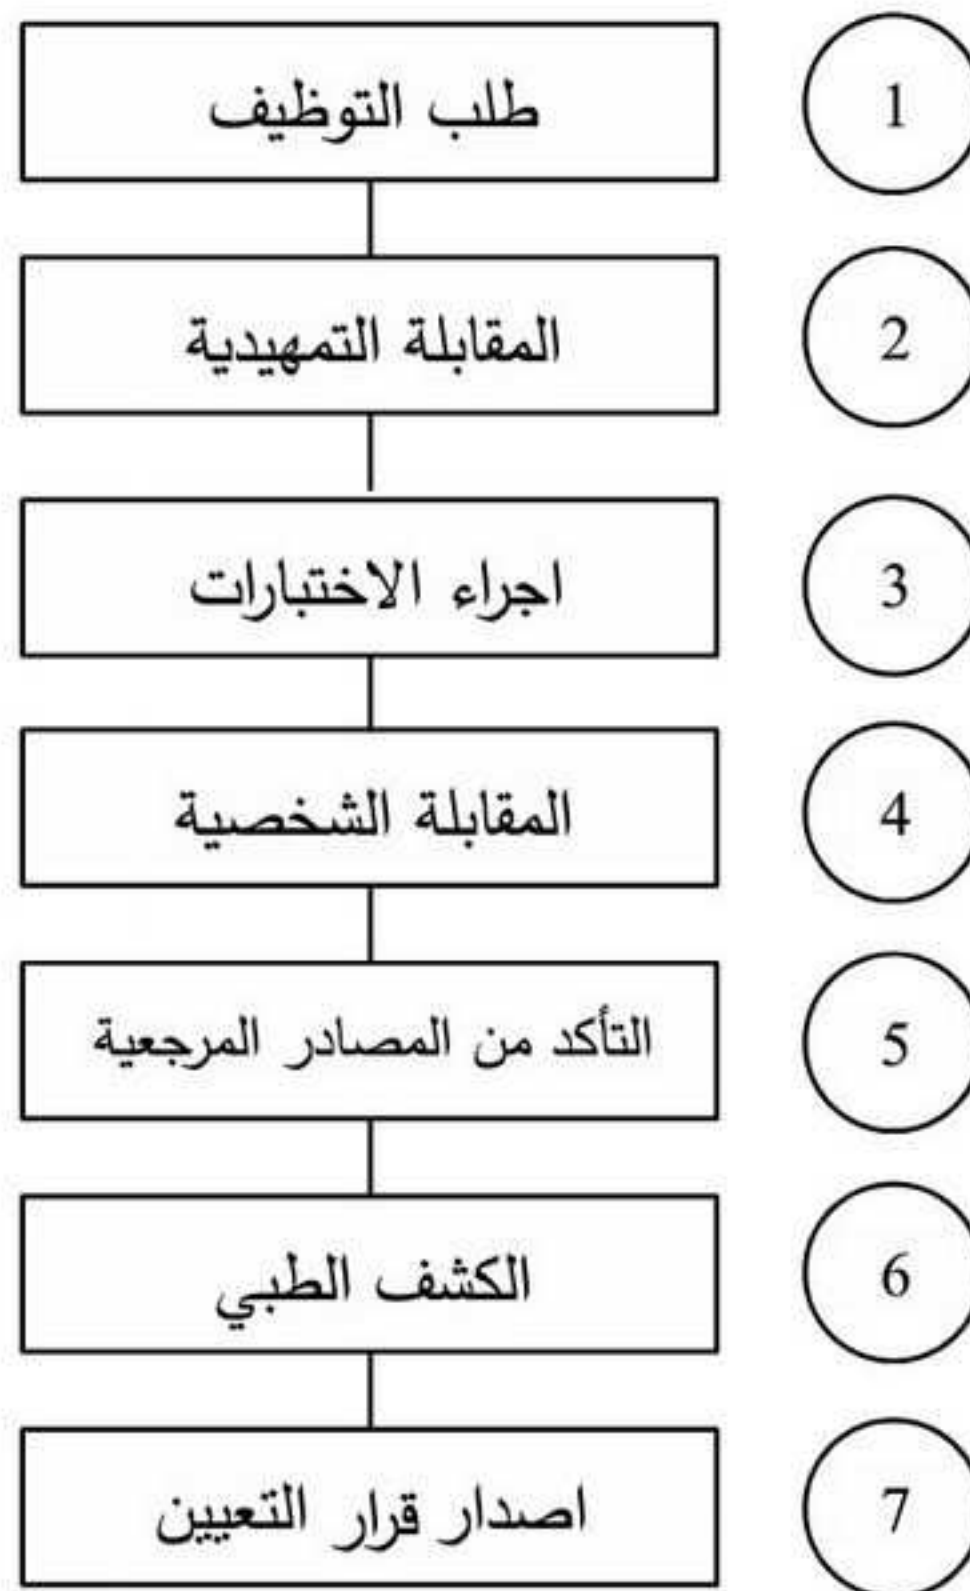 طلب التوظيف
1
المقابلة التمهيدية
2
اجراء الاختبارات
3
المقابلة الشخصية
4
التأكد من المصادر المرجعية
5
الكشف الطبي
6
اصدار قرار التعيين
7